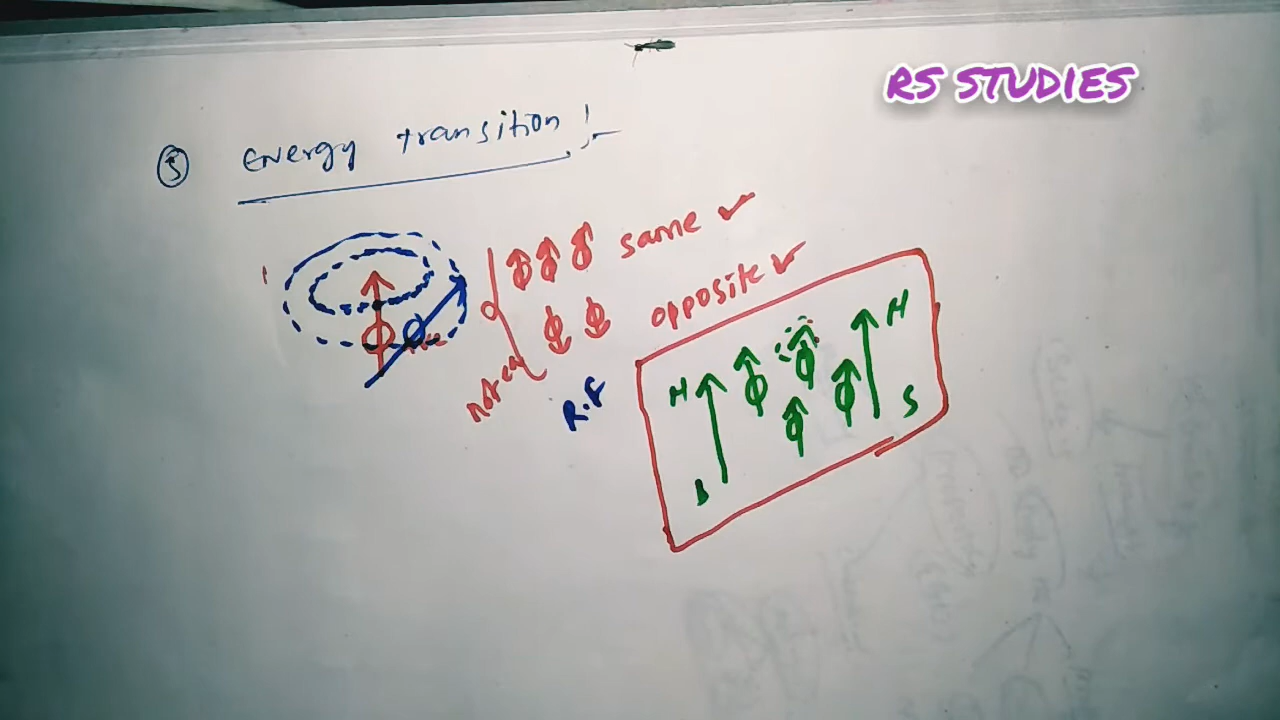 RS STUDIES
⑤ energy transition :-
same ✓
opposite ✓
R.F
H
H
S